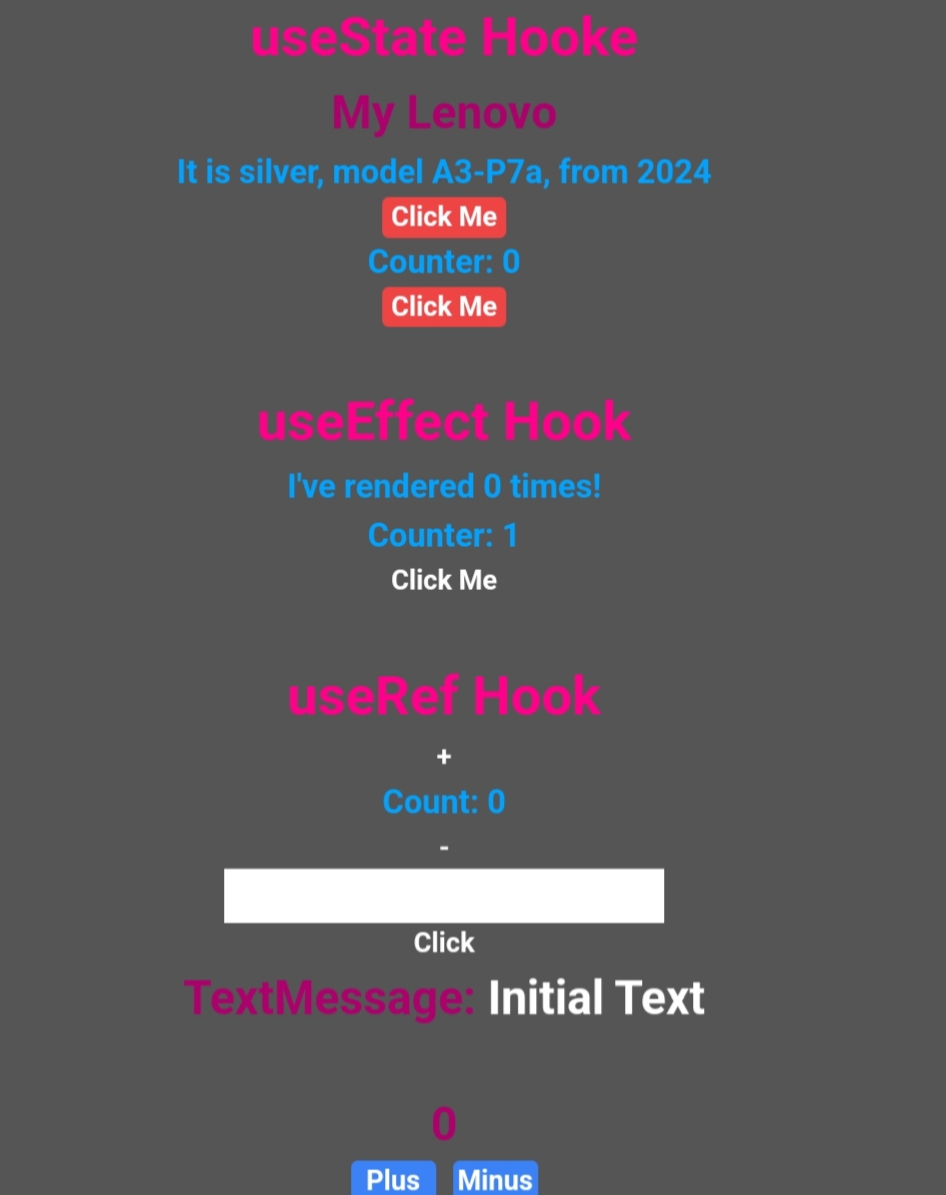 useState Hooke
My Lenovo
It is silver, model A3-P7a, from 2024
Click Me
Counter: 0
Click Me
useEffect Hook
I've rendered 0 times!
Counter: 1
Click Me
useRef Hook
+
Count: 0
-
Click
TextMessage: Initial Text
0
Plus Minus